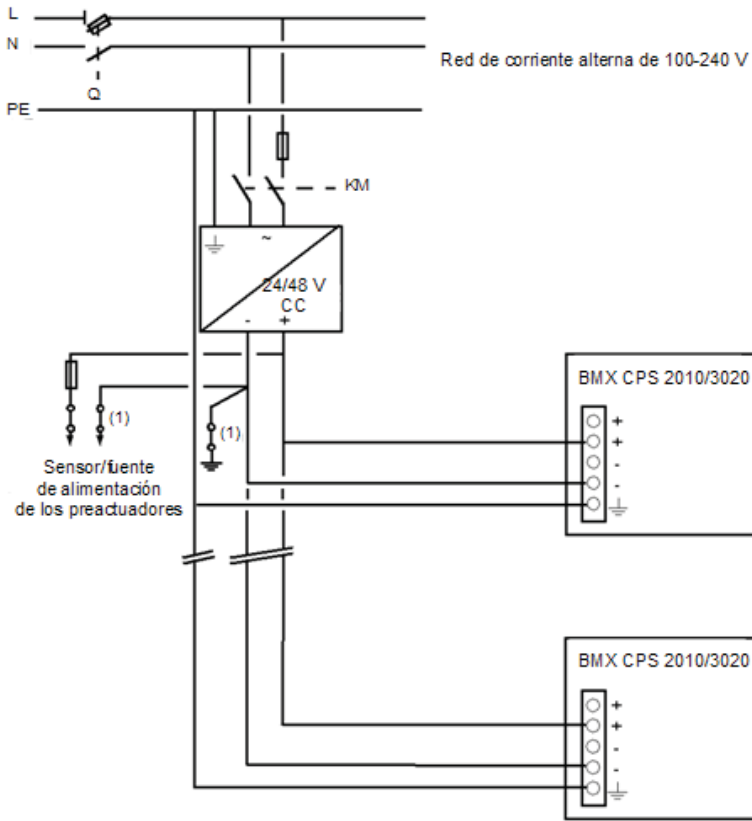 L
N
Red de corriente alterna de 100-240 V
Q
PE
KM
~
24/48 V
CC
- +
BMX CPS 2010/3020
+
+
-
-
(1)
(1)
Sensor/fuente
de alimentación
de los preactuadores
BMX CPS 2010/3020
+
+
-
-